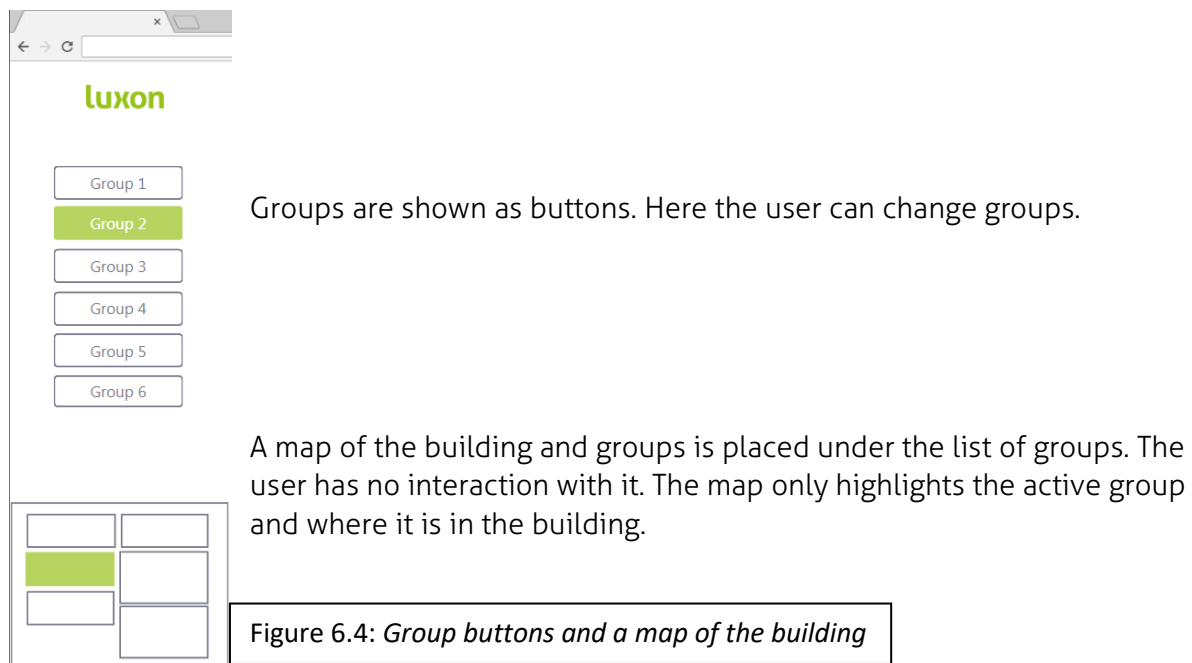 luxon
Group 1
Group 2
Groups are shown as buttons. Here the user can change groups.
Group 3
Group 4
Group 5
Group 6
A map of the building and groups is placed under the list of groups. The
user has no interaction with it. The map only highlights the active group
and where it is in the building.
Figure 6.4: Group buttons and a map of the building